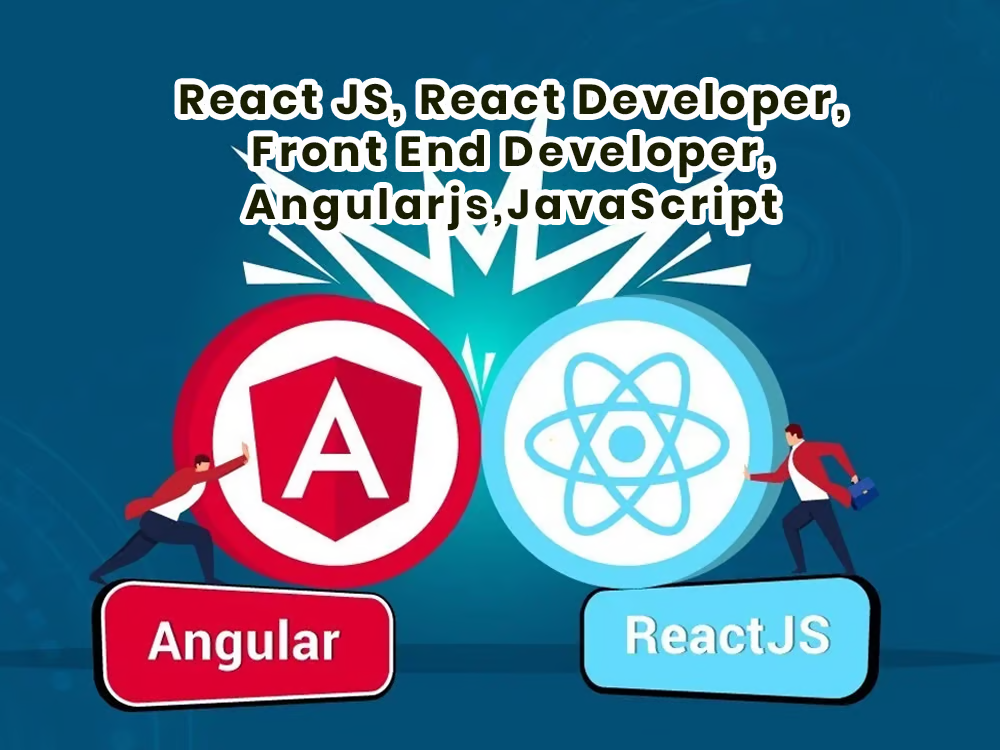 React JS, React Developer,
Front End Developer,
Angularjs,JavaScript
A
Angular
ReactJS